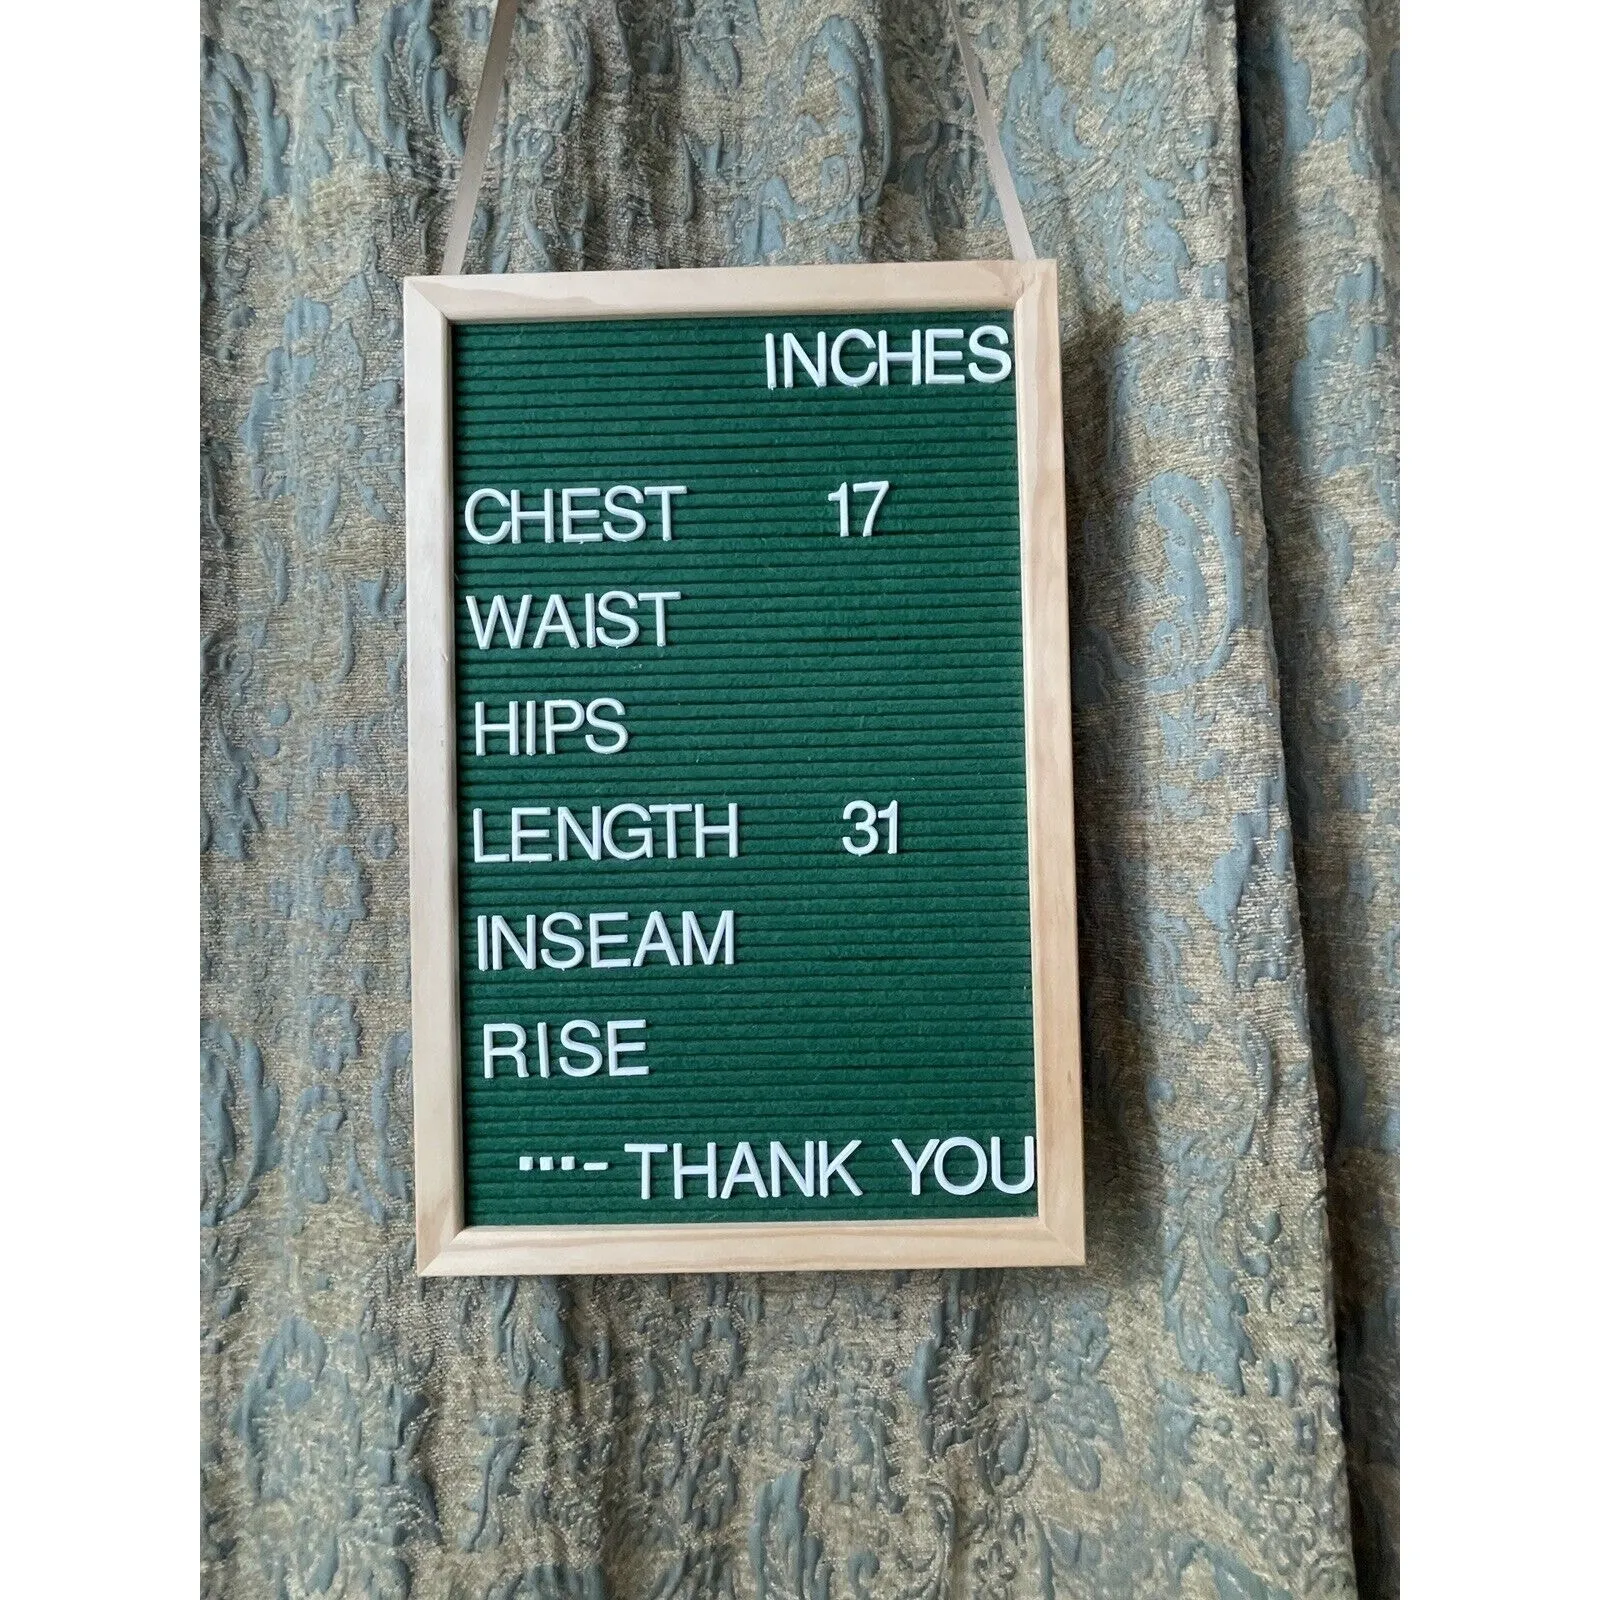 INCHES
CHEST 17
WAIST
HIPS
LENGTH 31
INSEAM
RISE
...-THANK YOU